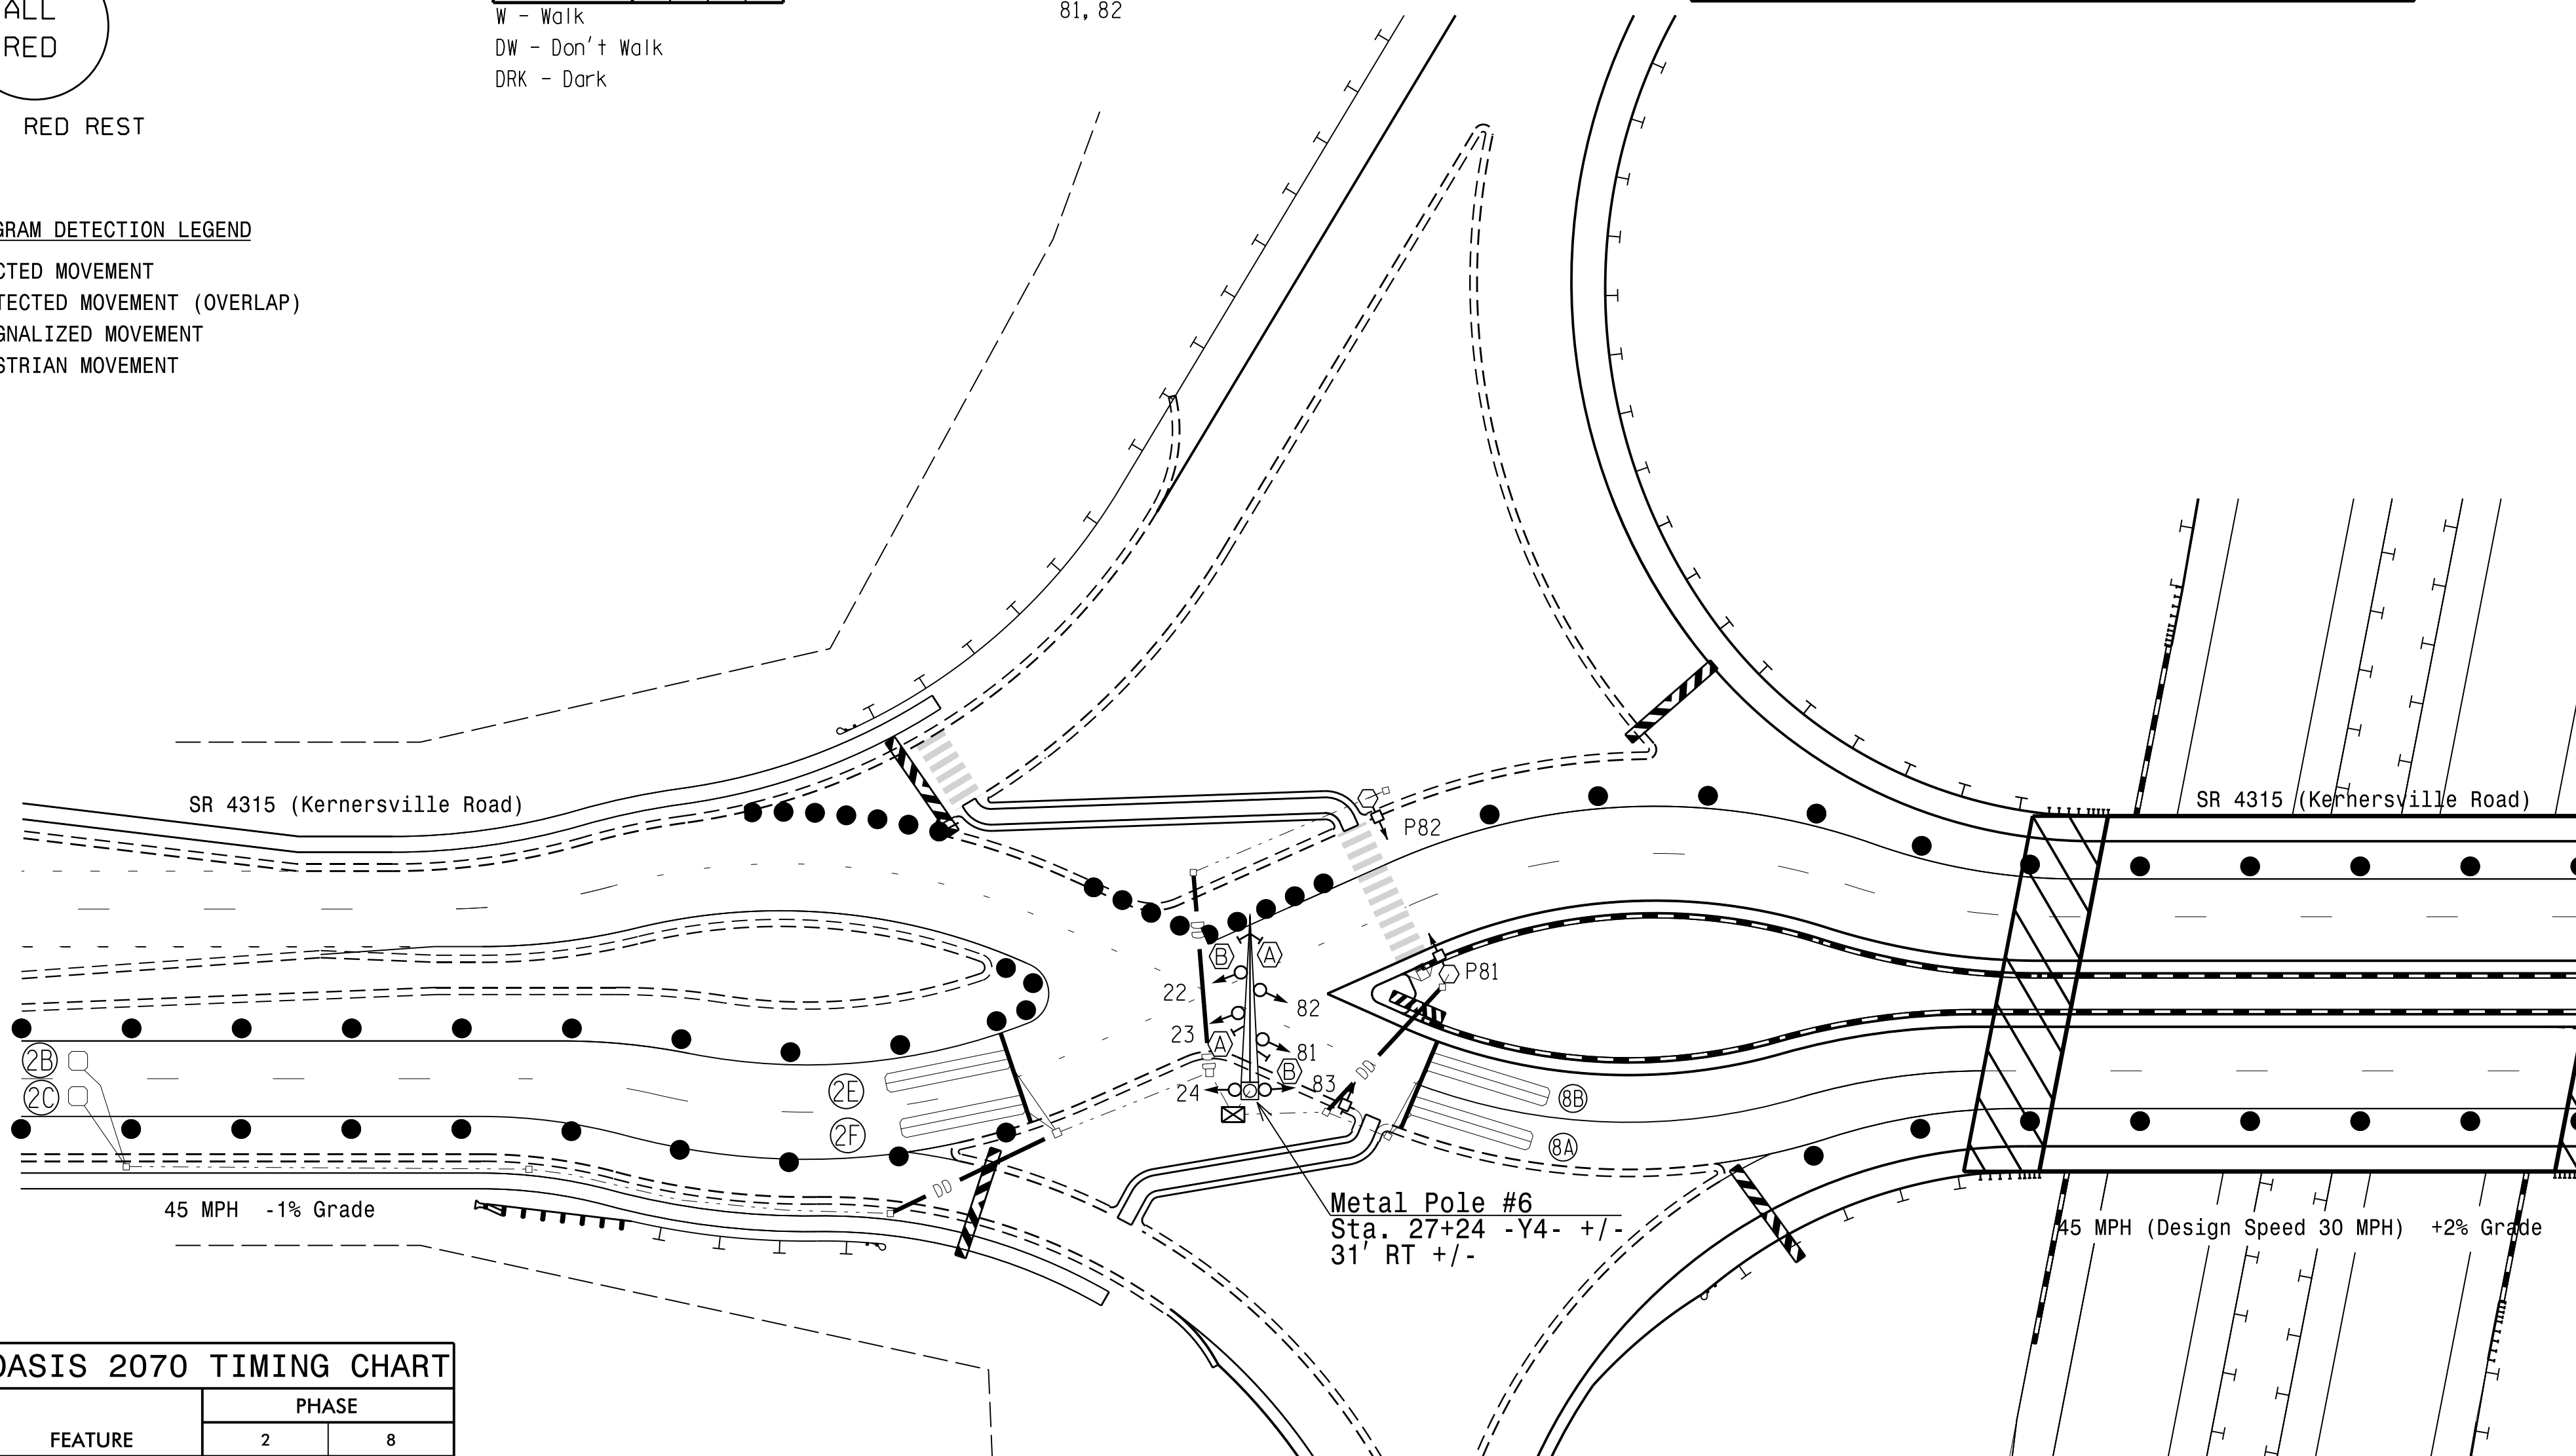 ALL
RED
RED REST
W - Walk
DW - Don't Walk
DRK - Dark
81, 82
GRAM DETECTION LEGEND
CTED MOVEMENT
TECTED MOVEMENT (OVERLAP)
GNALIZED MOVEMENT
STRIAN MOVEMENT
SR 4315 (Kernersville Road)
SR 4315 (Kernersville Road)
P82
B
A
P81
22
82
23
A
81
B
83
24
DD
2B
2C
2E
2F
8B
8A
DD
45 MPH -1% Grade
Metal Pole #6
Sta. 27+24 -Y4- +/-
31' RT +/-
45 MPH (Design Speed 30 MPH) +2% Grade
OASIS 2070 TIMING CHART
PHASE
FEATURE
2
8